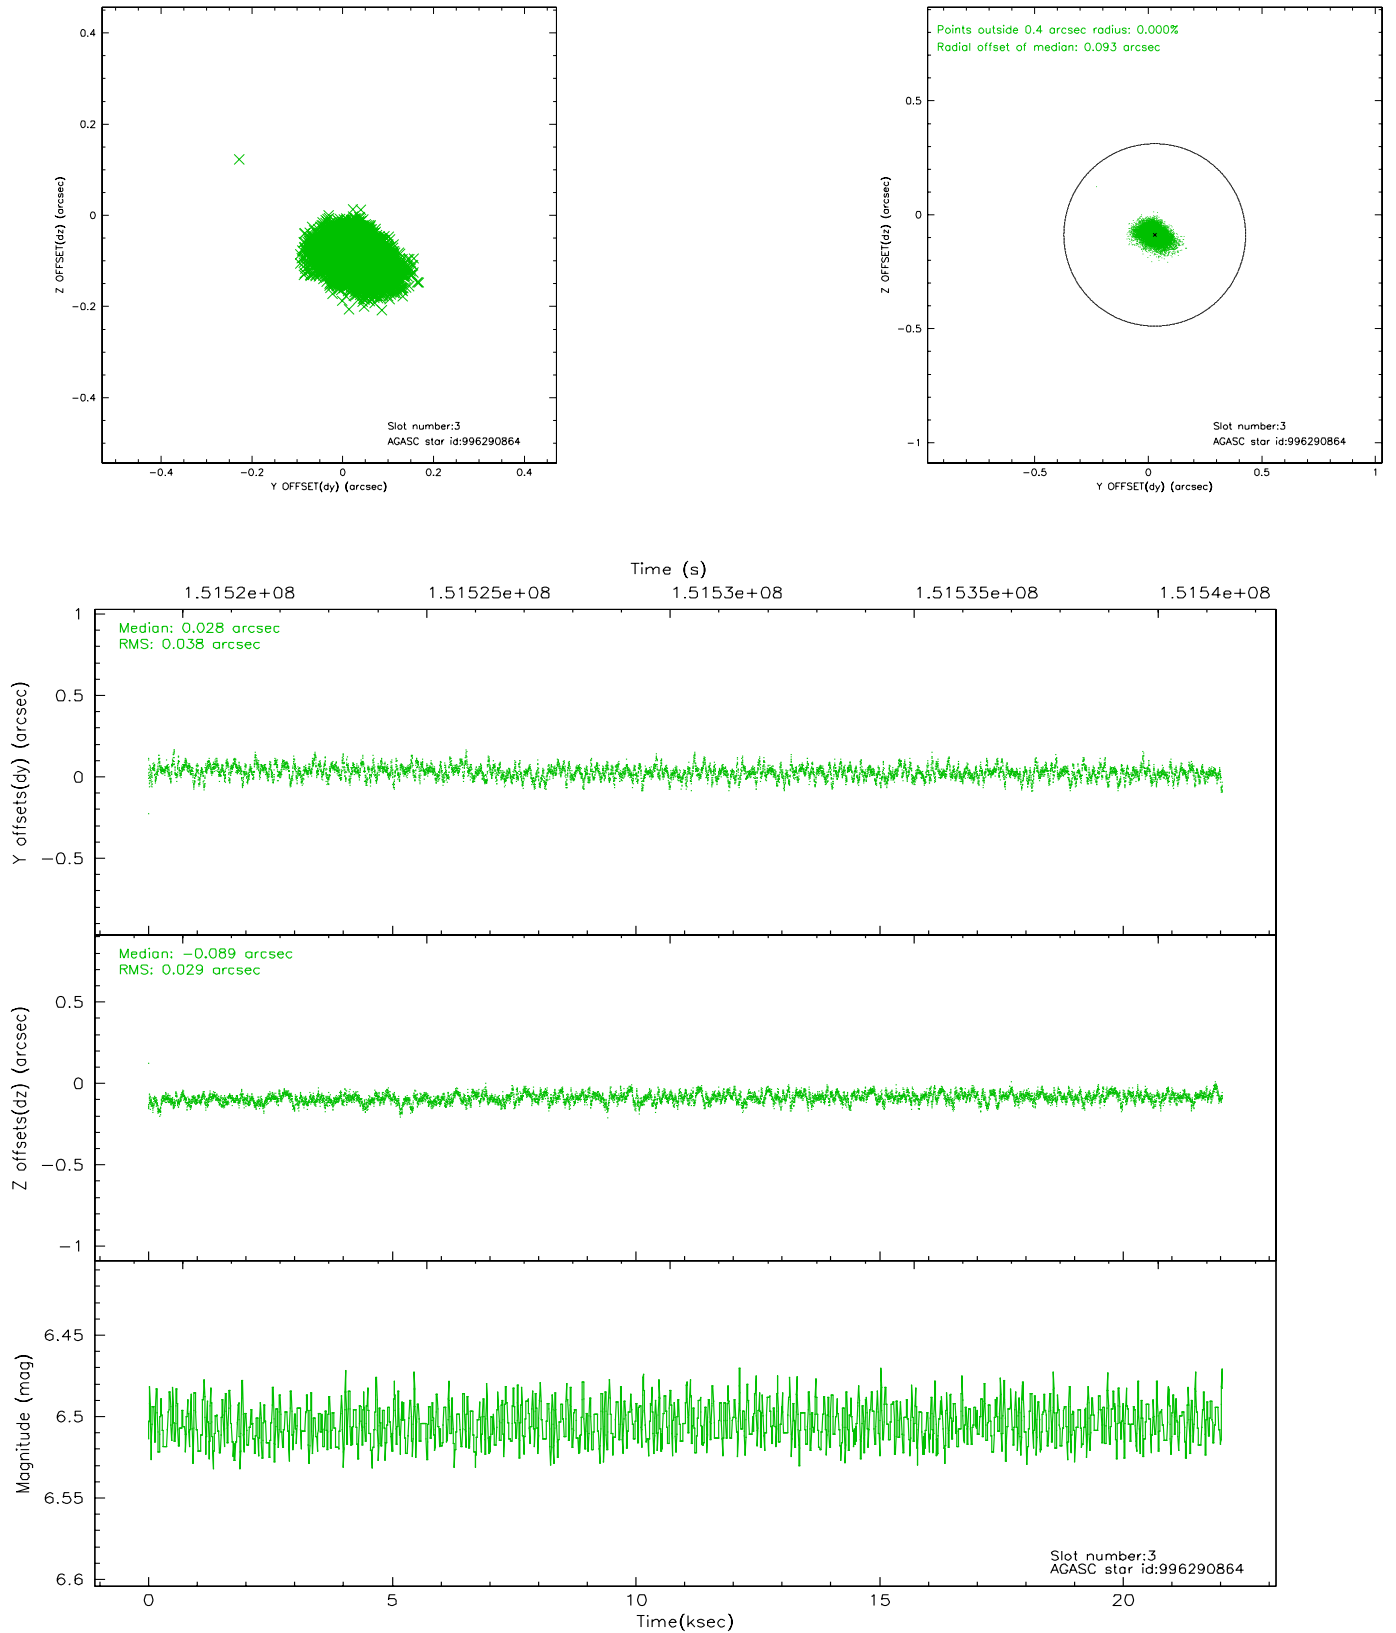 0.4
0.2
0
−0.2
−0.4
Z OFFSET(dz) (arcsec)
Slot number:3
AGASC star id:996290864
−0.4 −0.2 0 0.2 0.4
Y OFFSET(dy) (arcsec)
Points outside 0.4 arcsec radius: 0.000%
Radial offset of median: 0.093 arcsec
0.5
0
−0.5
−1
Z OFFSET(dz) (arcsec)
Slot number:3
AGASC star id:996290864
−0.5 0 0.5 1
Y OFFSET(dy) (arcsec)
Time (s)
1.5152e+08 1.51525e+08 1.5153e+08 1.51535e+08 1.5154e+08
Median: 0.028 arcsec
RMS: 0.038 arcsec
1
0.5
0
−0.5
Y offsets(dy) (arcsec)
Median: −0.089 arcsec
RMS: 0.029 arcsec
0.5
0
−0.5
−1
Z offsets(dz) (arcsec)
6.45
6.5
6.55
6.6
Magnitude (mag)
Slot number:3
AGASC star id:996290864
0 5 10 15 20
Time(ksec)